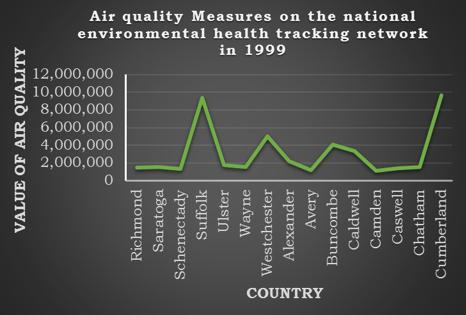 Air quality Measures on the national
environmental health tracking network
in 1999
VALUE OF AIR QUALITY
12,000,000
10,000,000
8,000,000
6,000,000
4,000,000
2,000,000
0
Richmond
Saratoga
Schenectady
Suffolk
Ulster
Wayne
Westchester
Alexander
Avery
Buncombe
Caldwell
Camden
Caswell
Chatham
Cumberland
COUNTRY